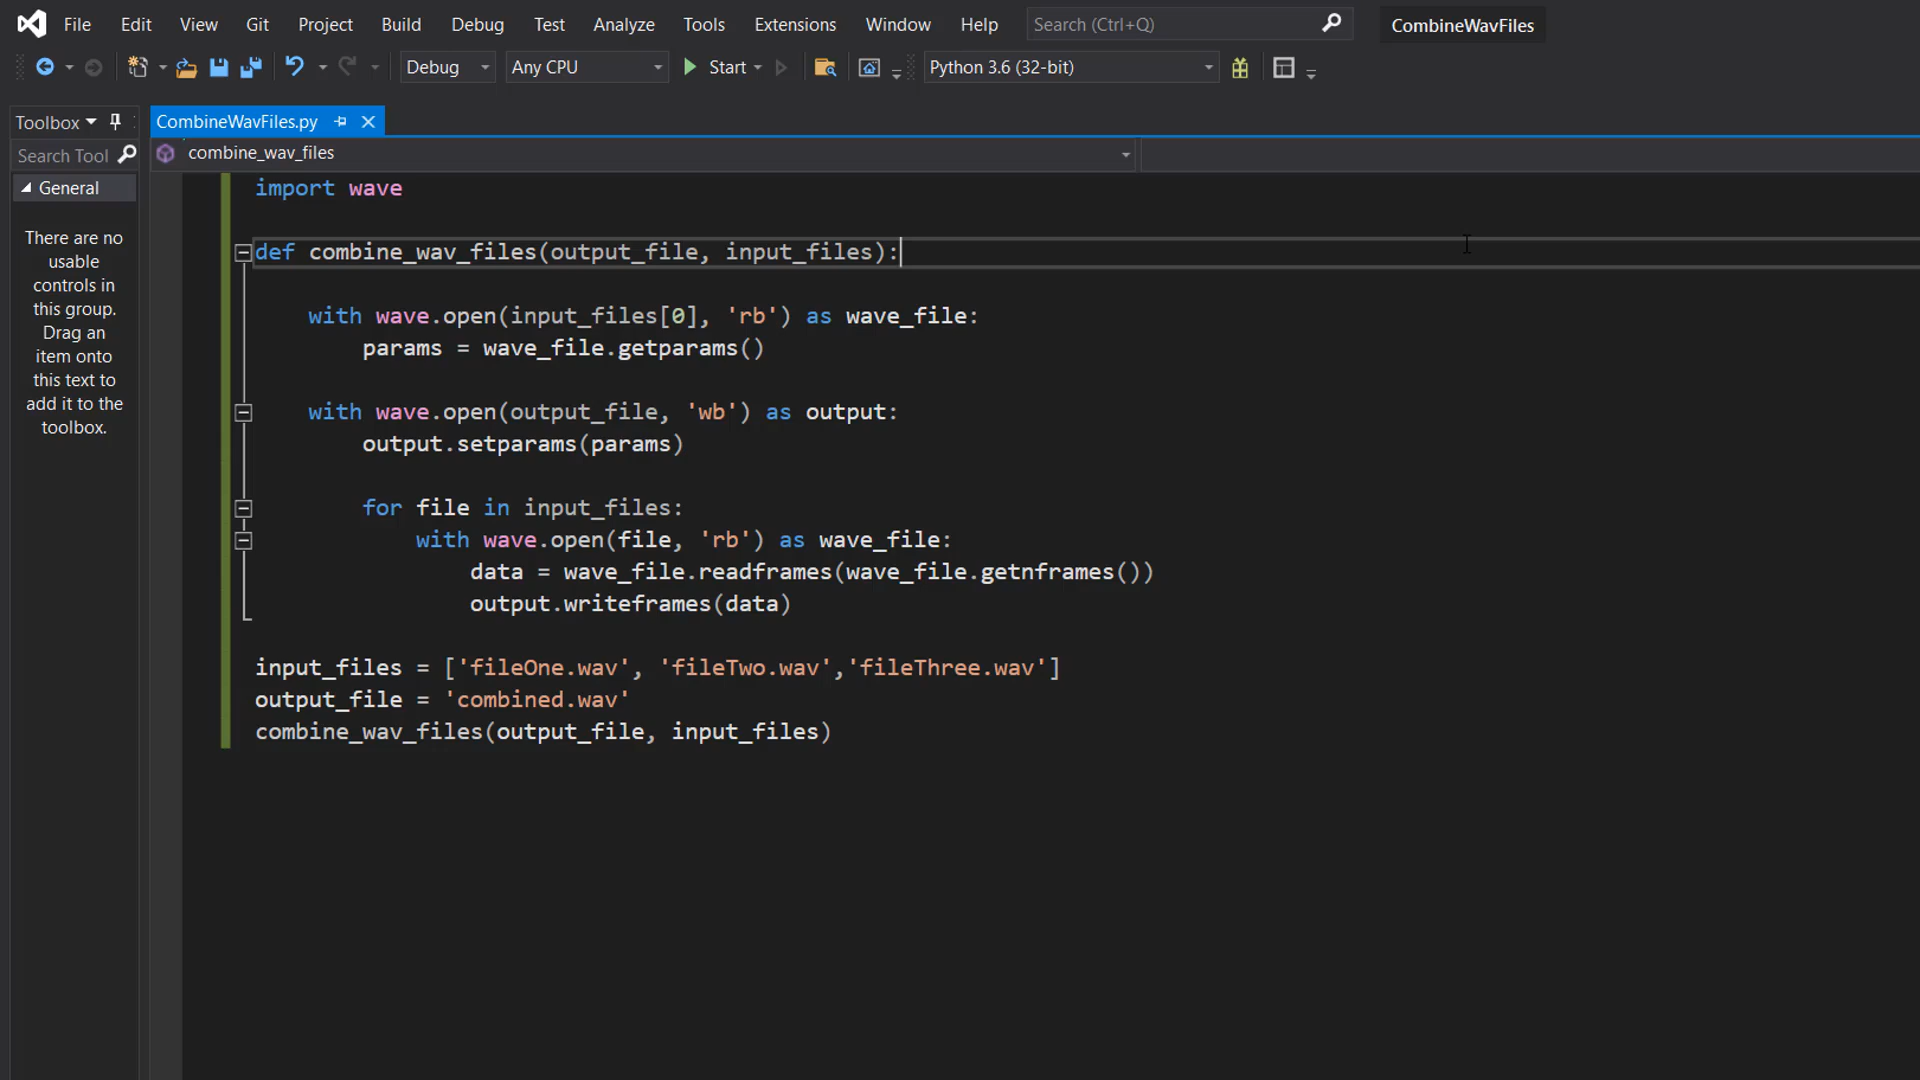 File Edit View Git Project Build Debug Test Analyze Tools Extensions Window Help Search (Ctrl+Q) CombineWavFiles
Debug Any CPU Start Python 3.6 (32-bit)
Toolbox
Search Tool
General
There are no
usable
controls in
this group.
Drag an
item onto
this text to
add it to the
toolbox.
CombineWavFiles.py
combine_wav_files
import wave
def combine_wav_files(output_file, input_files):
    with wave.open(input_files[0], 'rb') as wave_file:
        params = wave_file.getparams()
    with wave.open(output_file, 'wb') as output:
        output.setparams(params)
        for file in input_files:
            with wave.open(file, 'rb') as wave_file:
                data = wave_file.readframes(wave_file.getnframes())
                output.writeframes(data)
input_files = ['fileOne.wav', 'fileTwo.wav','fileThree.wav']
output_file = 'combined.wav'
combine_wav_files(output_file, input_files)